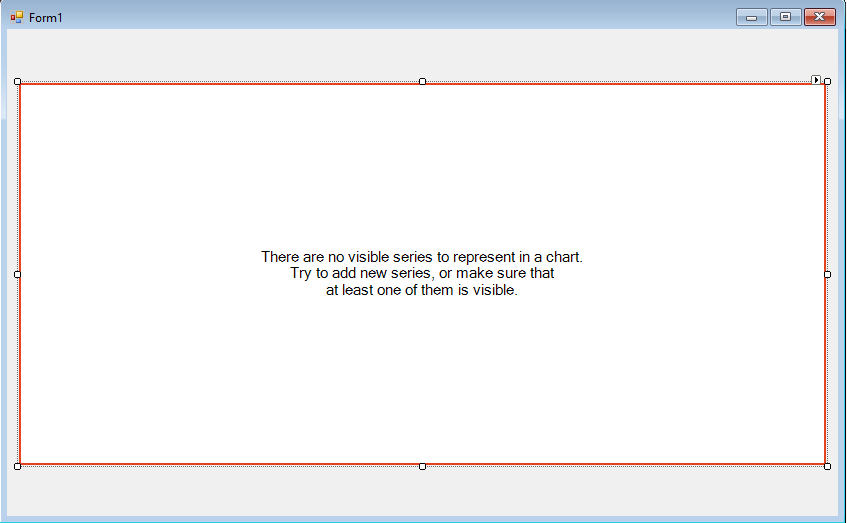 Form1
There are no visible series to represent in a chart.
Try to add new series, or make sure that
at least one of them is visible.